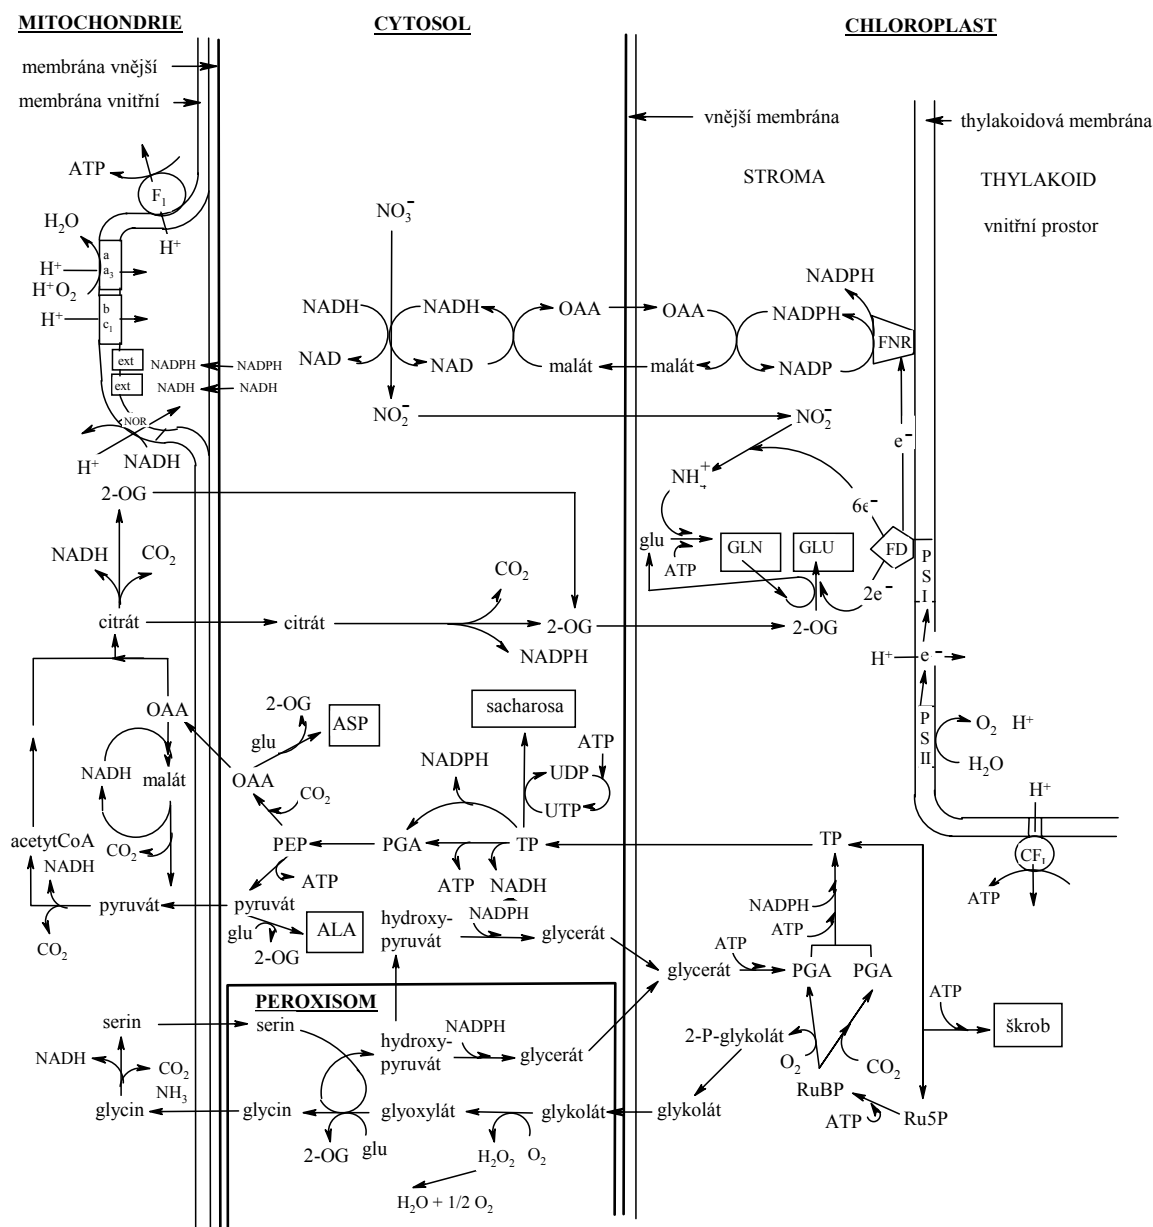 MITOCHONDRIE
CYTOSOL
CHLOROPLAST
membrána vnější
membrána vnitřní
vnější membrána
thylakoidová membrána
STROMA
THYLAKOID
vnitřní prostor
ATP
F₁
H₂O
H⁺
a
a₃
H⁺
H⁺O₂
b
c₁
H⁺
ext
NADPH
NADPH
ext
NADH
NADH
NOR
H⁺
NADH
NO₃⁻
NADH
NADH
OAA
OAA
NADPH
NADPH
FNR
NAD
NAD
malát
malát
NADP
NO₂⁻
NO₂⁻
e⁻
NH₄⁺
6e⁻
glu
ATP
GLN
GLU
FD
PSI
2e⁻
2-OG
NADH
CO₂
CO₂
citrát
citrát
2-OG
2-OG
NADPH
H⁺
e⁻
OAA
2-OG
ASP
glu
sacharosa
ATP
PSII
O₂ H⁺
H₂O
NADH
malát
OAA
CO₂
NADPH
UDP
UTP
H⁺
acetytCoA
CO₂
PEP
PGA
TP
TP
CF₁
NADH
ATP
ATP
NADH
ATP
pyruvát
pyruvát
CO₂
glu
2-OG
ALA
hydroxy-
pyruvát
NADPH
glycerát
NADPH
ATP
ATP
glycerát
PGA
PGA
PEROXISOM
serin
serin
NADH
CO₂
NH₃
hydroxy-
pyruvát
NADPH
glycerát
2-P-glykolát
O₂
CO₂
ATP
škrob
RuBP
glycin
glycin
glyoxylát
glykolát
glykolát
ATP
Ru5P
2-OG
glu
H₂O₂
O₂
H₂O + 1/2 O₂